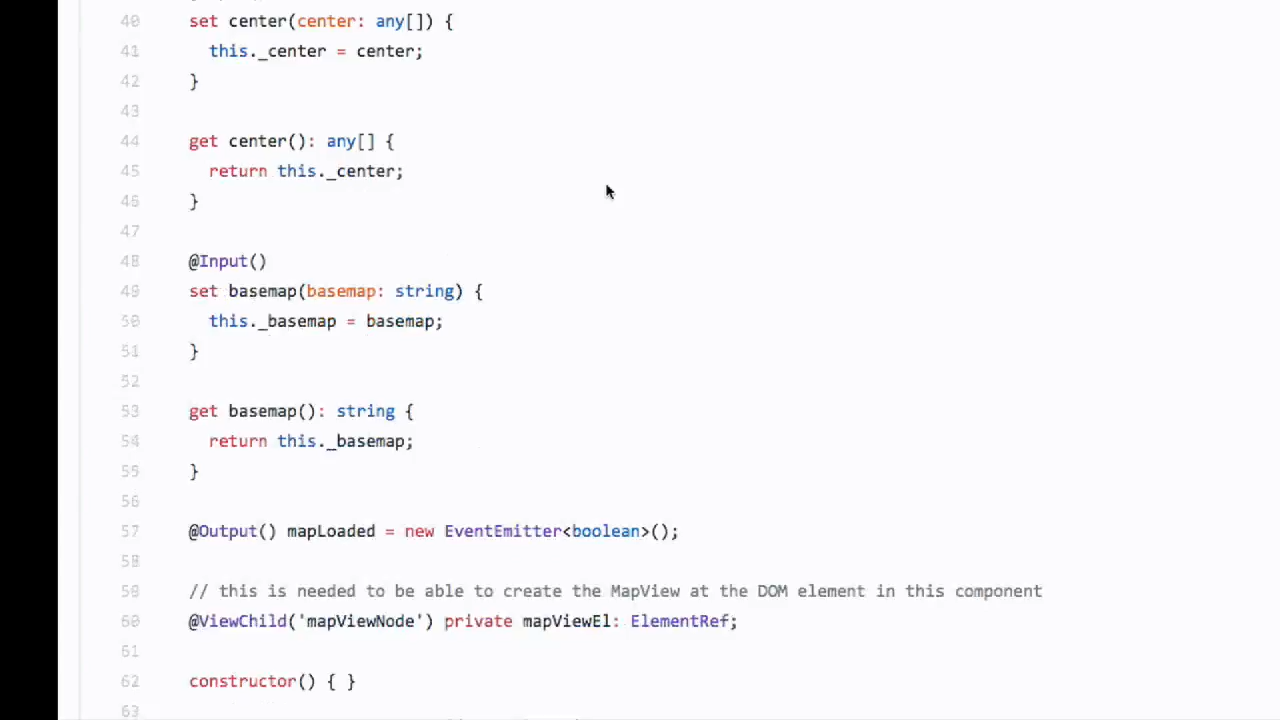 40 set center(center: any[]) {
41 this._center = center;
42 }
43
44 get center(): any[] {
45 return this._center;
46 }
47
48 @Input()
49 set basemap(basemap: string) {
50 this._basemap = basemap;
51 }
52
53 get basemap(): string {
54 return this._basemap;
55 }
56
57 @Output() mapLoaded = new EventEmitter<boolean>();
58
59 // this is needed to be able to create the MapView at the DOM element in this component
60 @ViewChild('mapViewNode') private mapViewEl: ElementRef;
61
62 constructor() { }
63